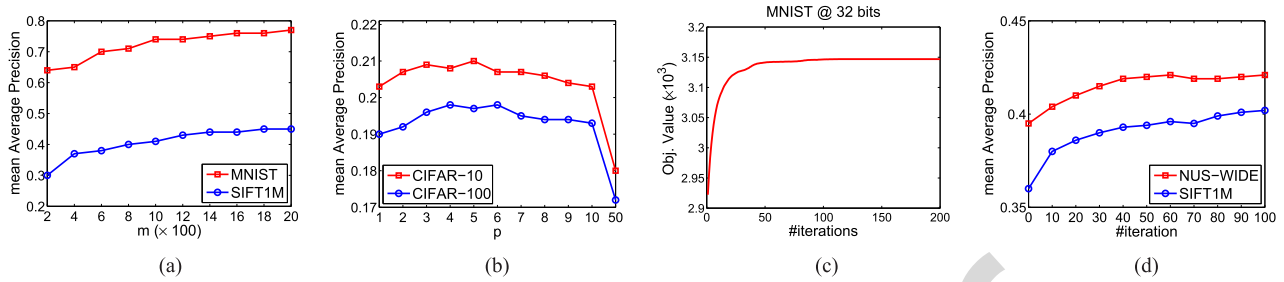 mean Average Precision
0.8
0.7
0.6
0.5
0.4
0.3
0.2
2 4 6 8 10 12 14 16 18 20
m (× 100)
MNIST
SIFT1M
(a)
mean Average Precision
0.21
0.21
0.19
0.17
1 2 3 4 5 6 7 8 9 10 50
p
CIFAR−10
CIFAR−100
(b)
MNIST @ 32 bits
Obj. Value (×10³)
3.2
3.15
3.1
3.05
3
2.95
2.9
0 50 100 150 200
#iterations
(c)
mean Average Precision
0.45
0.4
0.35
0 10 20 30 40 50 60 70 80 90 100
#iteration
NUS−WIDE
SIFT1M
(d)